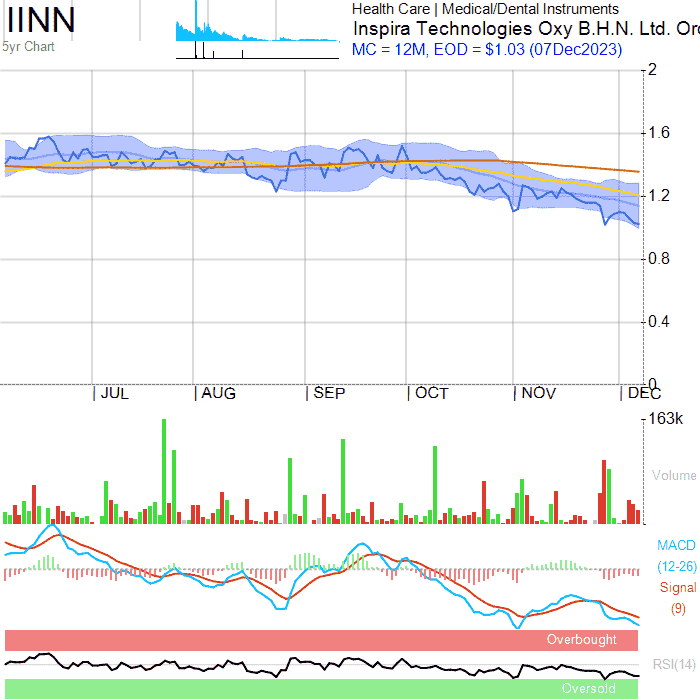 IINN
5yr Chart
Health Care | Medical/Dental Instruments
Inspira Technologies Oxy B.H.N. Ltd. Or
MC = 12M, EOD = $1.03 (07Dec2023)
2
1.6
1.2
0.8
0.4
0
JUL AUG SEP OCT NOV DEC
163k
Volume
MACD
(12-26)
Signal
(9)
Overbought
RSI(14)
Oversold